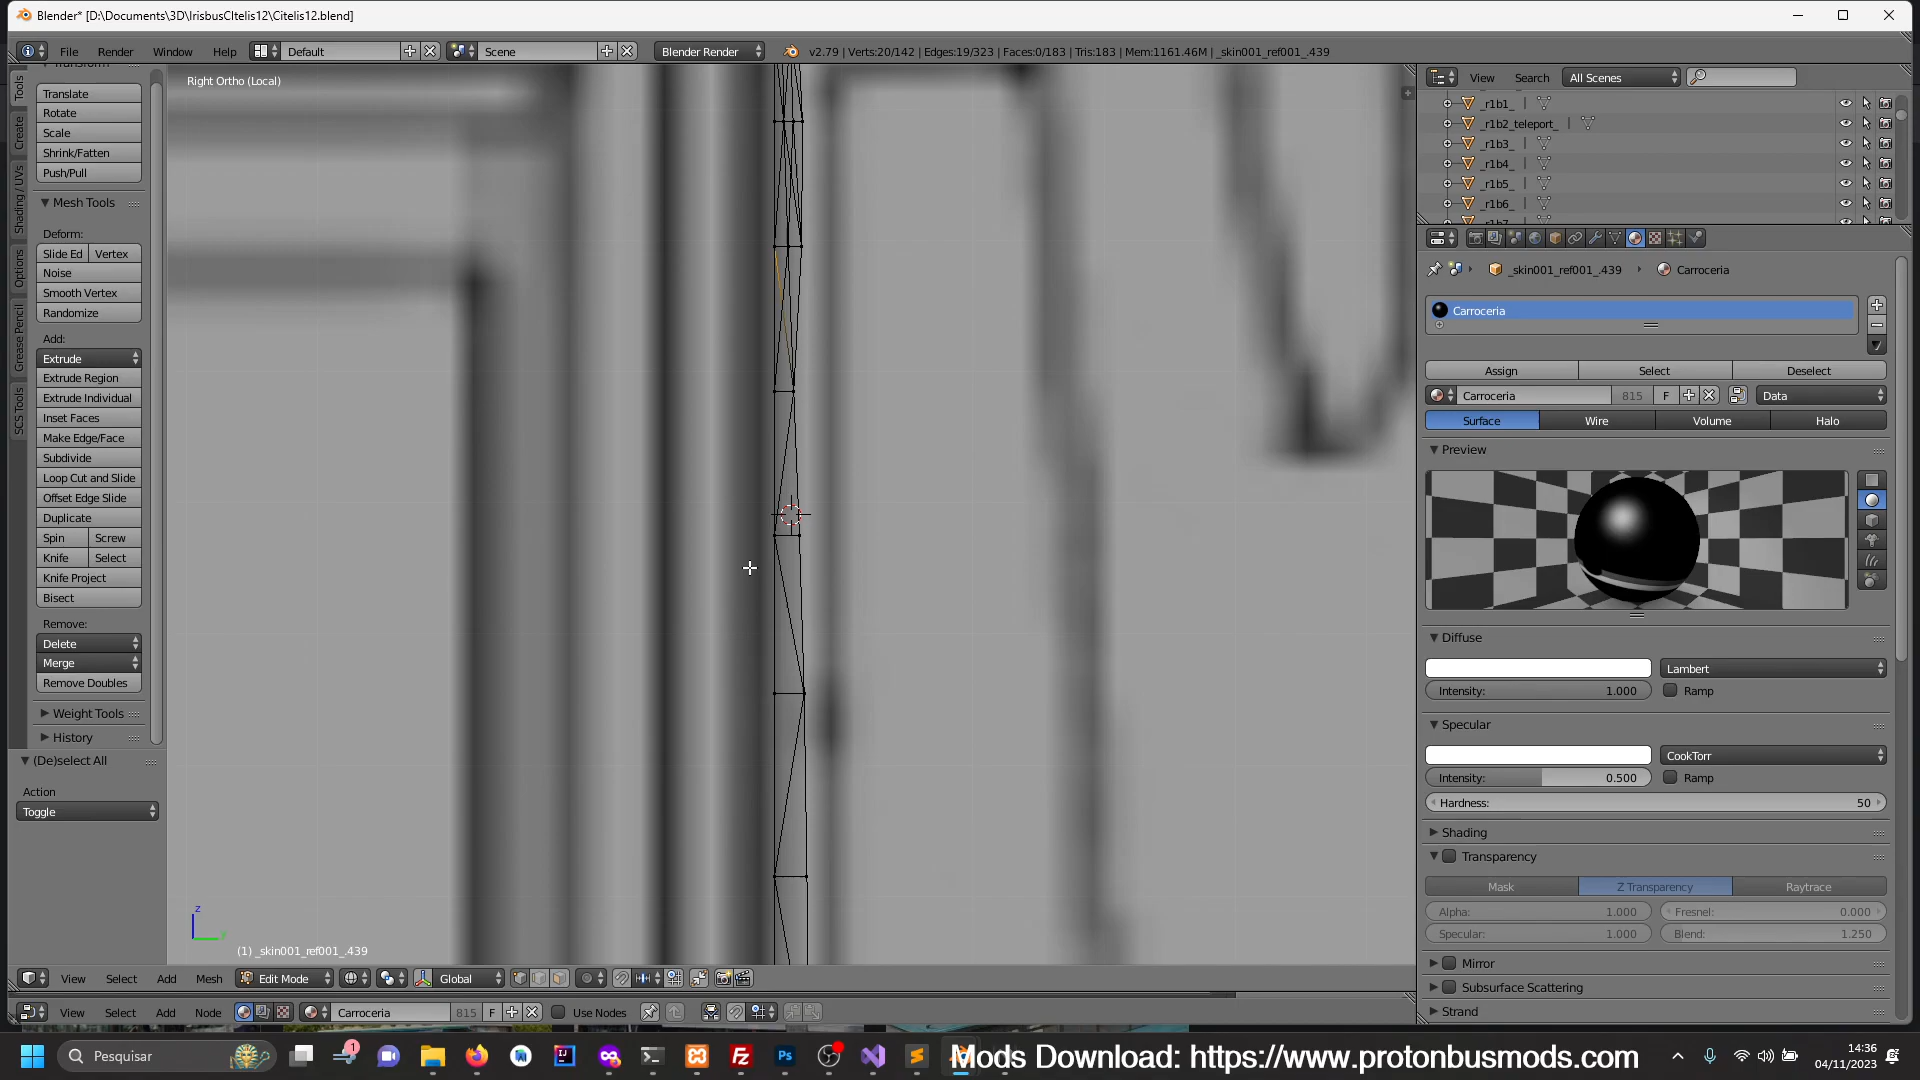 Blender* [D:\Documents\3D\IrisbusCItelis12\Citelis12.blend]
File Render Window Help Default Scene Blender Render v2.79 | Verts:20/142 | Edges:19/323 | Faces:0/183 | Tris:183 | Mem:1161.46M | _skin001_ref001_.439
Right Ortho (Local)
Tools
Create
Shading / UVs
Options
Grease Pencil
SCS Tools
Transform
Translate
Rotate
Scale
Shrink/Fatten
Push/Pull
Mesh Tools
Deform:
Slide Ed Vertex
Noise
Smooth Vertex
Randomize
Add:
Extrude
Extrude Region
Extrude Individual
Inset Faces
Make Edge/Face
Subdivide
Loop Cut and Slide
Offset Edge Slide
Duplicate
Spin Screw
Knife Select
Knife Project
Bisect
Remove:
Delete
Merge
Remove Doubles
Weight Tools
History
(De)select All
Action
Toggle
z
(1) _skin001_ref001_.439
View Select Add Mesh Edit Mode Global
View Select Add Node Carroceria 815 F Use Nodes
View Search All Scenes
_r1b1_
_r1b2_teleport_
_r1b3_
_r1b4_
_r1b5_
_r1b6_
_r1b7_
_skin001_ref001_.439 Carroceria
Carroceria
Assign Select Deselect
Carroceria 815 F Data
Surface Wire Volume Halo
Preview
Diffuse
Lambert
Intensity: 1.000 Ramp
Specular
CookTorr
Intensity: 0.500 Ramp
Hardness: 50
Shading
Transparency
Mask Z Transparency Raytrace
Alpha: 1.000 Fresnel: 0.000
Specular: 1.000 Blend: 1.250
Mirror
Subsurface Scattering
Strand
Pesquisar
1
Mods Download: https://www.protonbusmods.com
14:36
04/11/2023